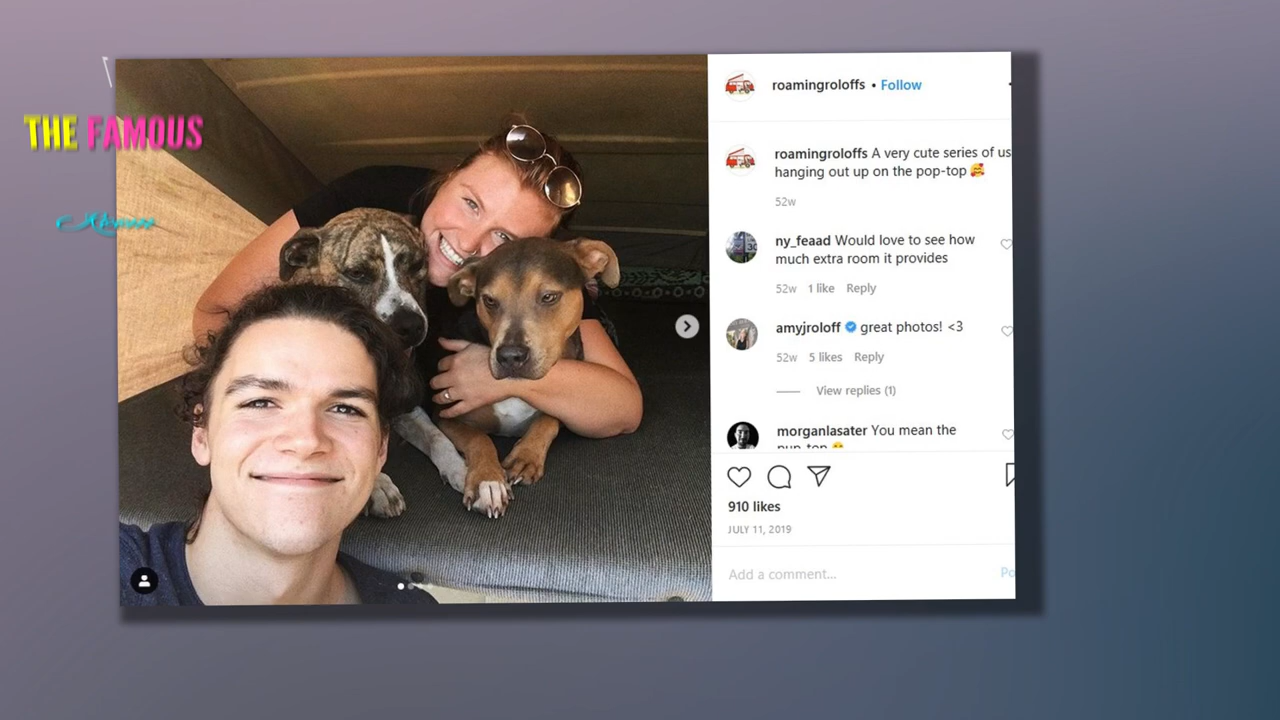 THE FAMOUS
roamingroloffs • Follow
roamingroloffs A very cute series of us
hanging out up on the pop-top 🥰
52w
ny_feaad Would love to see how
much extra room it provides
52w 1 like Reply
amyjroloff great photos! <3
52w 5 likes Reply
View replies (1)
morganlasater You mean the
pup-top
910 likes
JULY 11, 2019
Add a comment...